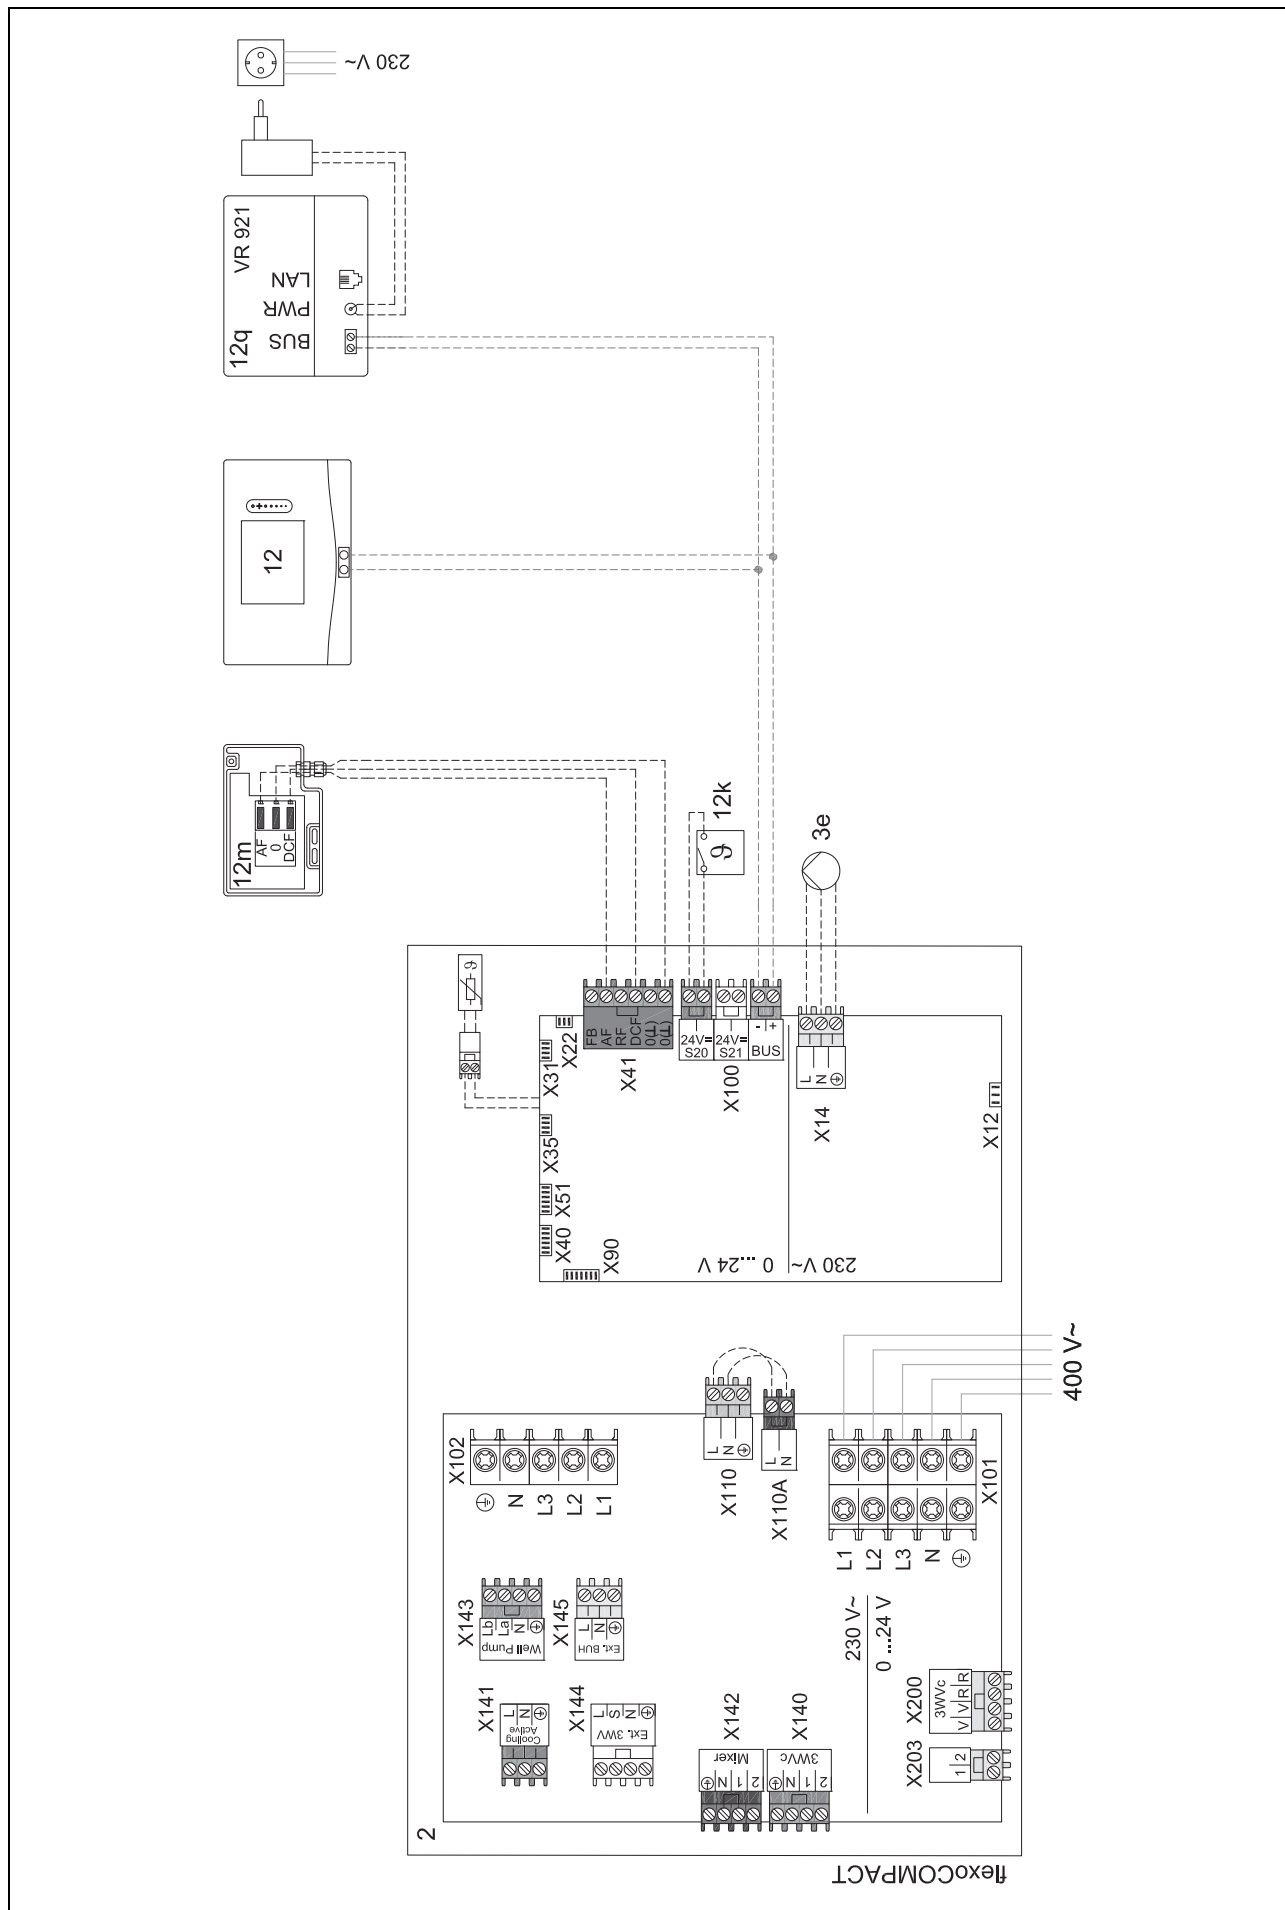 230 V~
VR 921
LAN
PWR
BUS
12q
12
12m
AF
0
DCF
12k
ϑ
3e
ϑ
X22
X31
X35
X51
X40
X90
FB
AF
RF
DCF
0(⊥)
0(⊥)
X41
24V=
S20
24V=
S21
X100
BUS
- +
L
N
X14
X12
0 ...24 V
230 V~
400 V~
X102
N
L3
L2
L1
L
N
X110
L
N
X110A
X101
L1
L2
L3
N
X143
Lb
La
N
Well Pump
X145
L
N
Ext. BUH
230 V~
0 ...24 V
X141
L
N
Cooling
Active
X144
L
S
N
Ext. 3WV
X142
Mixer
N
1
2
X140
3WVc
N
1
2
X200
3WVc
V V R R
X203
1 2
2
flexoCOMPACT